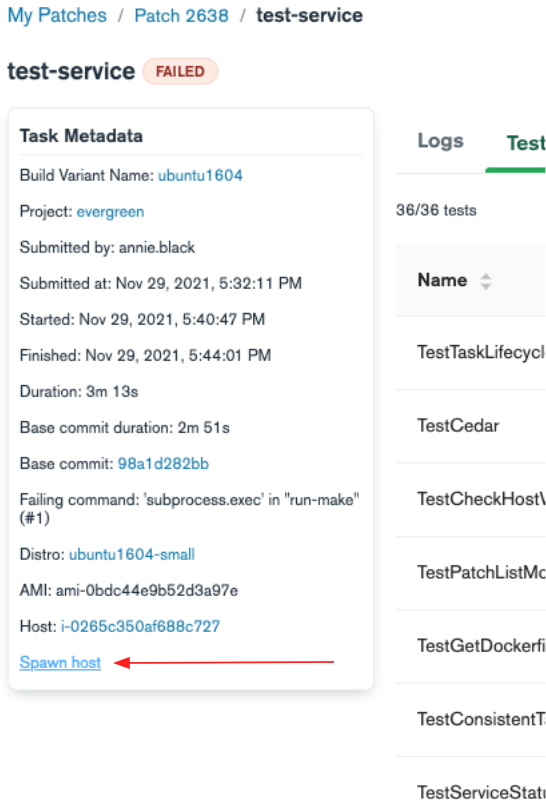 My Patches / Patch 2638 / test-service
test-service FAILED
Task Metadata
Build Variant Name: ubuntu1604
Project: evergreen
Submitted by: annie.black
Submitted at: Nov 29, 2021, 5:32:11 PM
Started: Nov 29, 2021, 5:40:47 PM
Finished: Nov 29, 2021, 5:44:01 PM
Duration: 3m 13s
Base commit duration: 2m 51s
Base commit: 98a1d282bb
Failing command: 'subprocess.exec' in "run-make"
(#1)
Distro: ubuntu1604-small
AMI: ami-0bdc44e9b52d3a97e
Host: i-0265c350af688c727
Spawn host
Logs Test
36/36 tests
Name
TestTaskLifecycl
TestCedar
TestCheckHostV
TestPatchListMo
TestGetDockerfi
TestConsistentT
TestServiceStatu